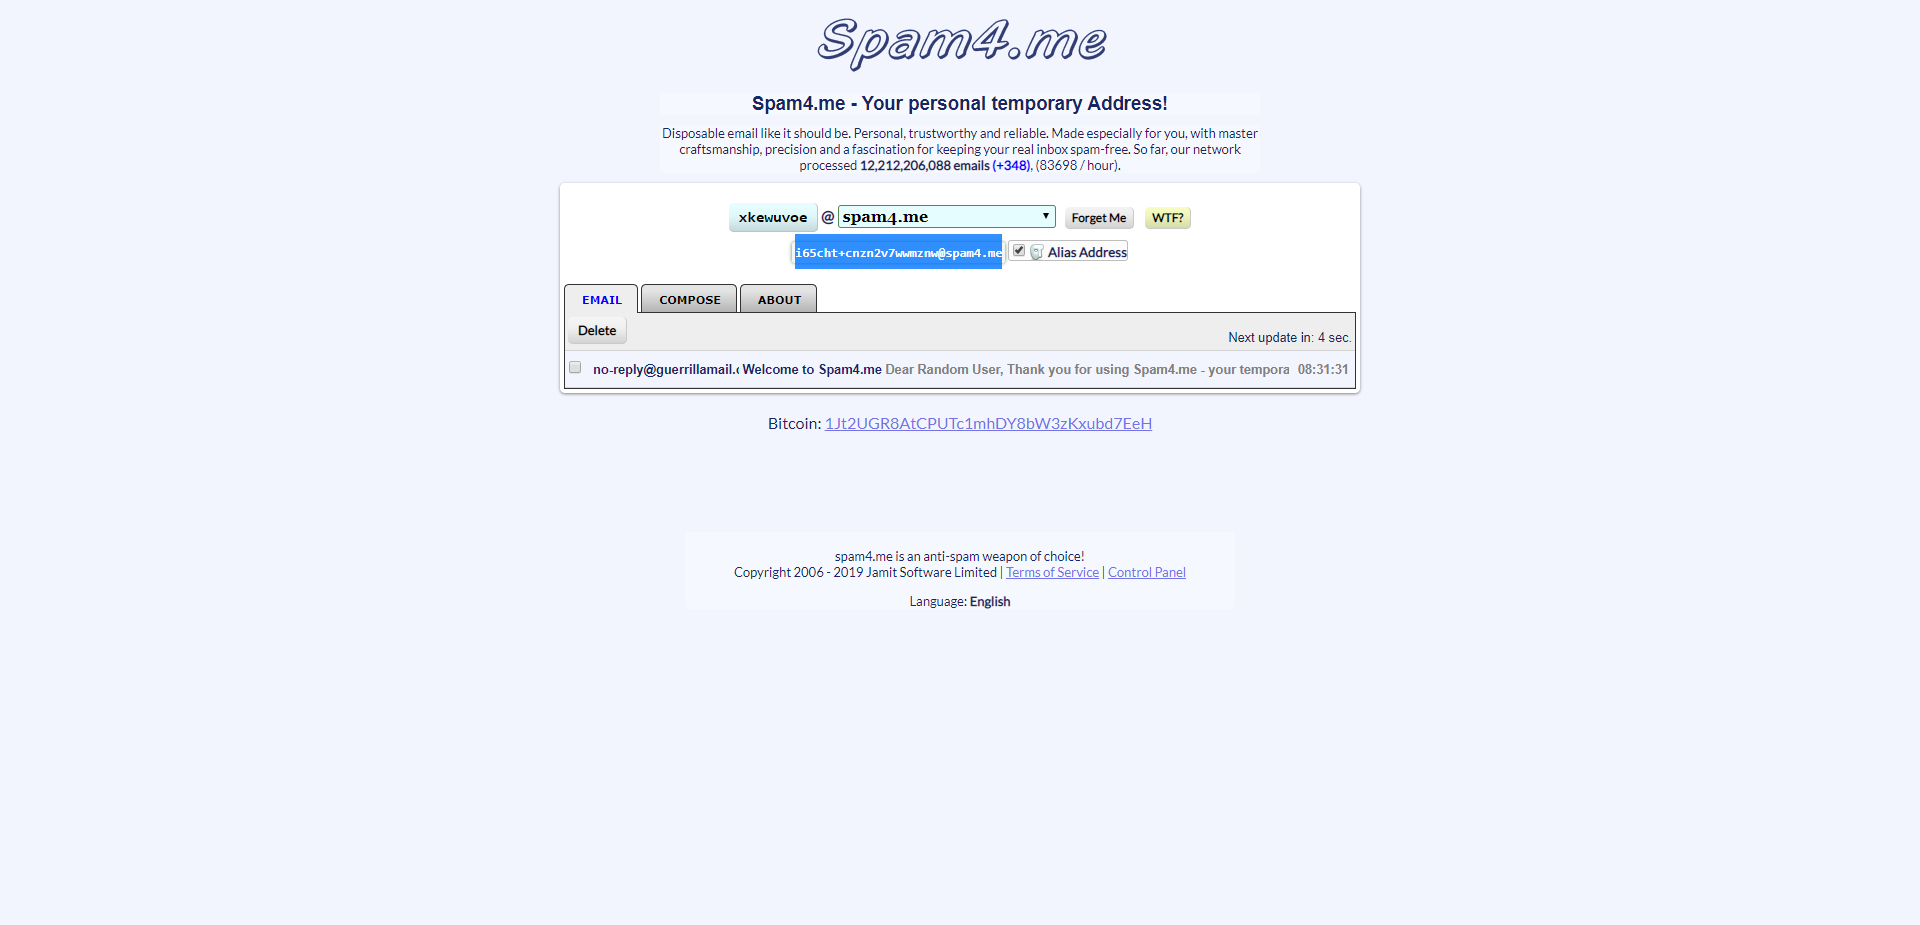 Spam4.me
Spam4.me - Your personal temporary Address!
Disposable email like it should be. Personal, trustworthy and reliable. Made especially for you, with master
craftsmanship, precision and a fascination for keeping your real inbox spam-free. So far, our network
processed 12,212,206,088 emails (+348), (83698 / hour).
xkewuvoe @ spam4.me Forget Me WTF?
i65cht+cnzn2v7wwmznw@spam4.me Alias Address
EMAIL COMPOSE ABOUT
Delete Next update in: 4 sec.
no-reply@guerrillamail.c Welcome to Spam4.me Dear Random User, Thank you for using Spam4.me - your tempora 08:31:31
Bitcoin: 1Jt2UGR8AtCPUTc1mhDY8bW3zKxubd7EeH
spam4.me is an anti-spam weapon of choice!
Copyright 2006 - 2019 Jamit Software Limited | Terms of Service | Control Panel
Language: English